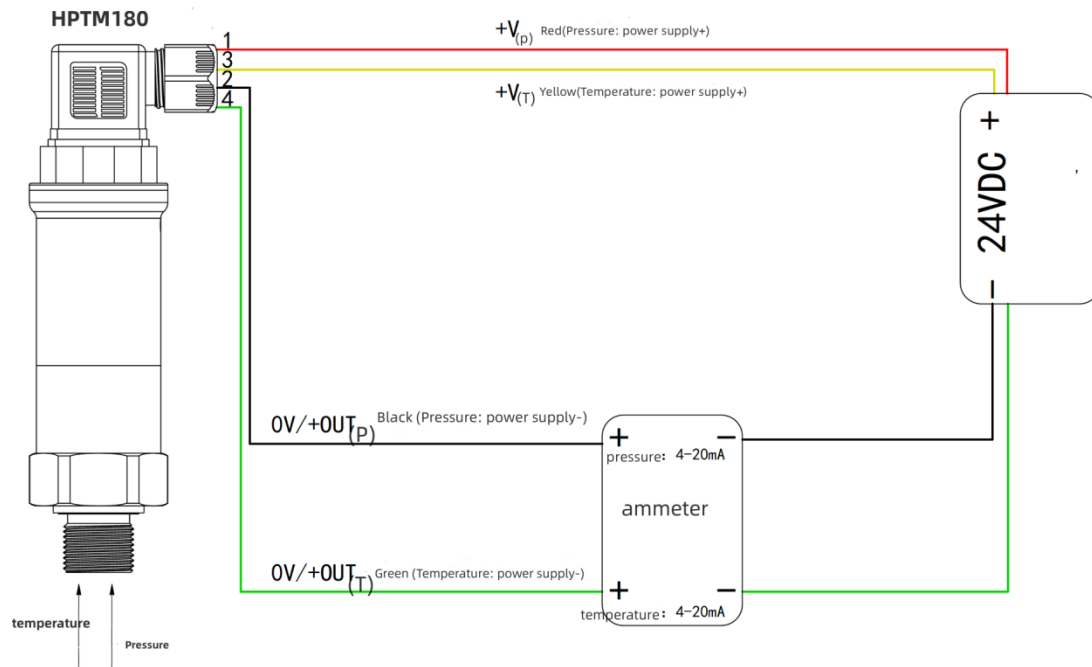 HPTM180
1
3
2
4
+V(p) Red(Pressure: power supply+)
+V(T) Yellow(Temperature: power supply+)
+
24VDC
−
0V/+OUT(P) Black (Pressure: power supply-)
+ −
pressure: 4-20mA
ammeter
0V/+OUT(T) Green (Temperature: power supply-)
+ −
temperature: 4-20mA
temperature
Pressure